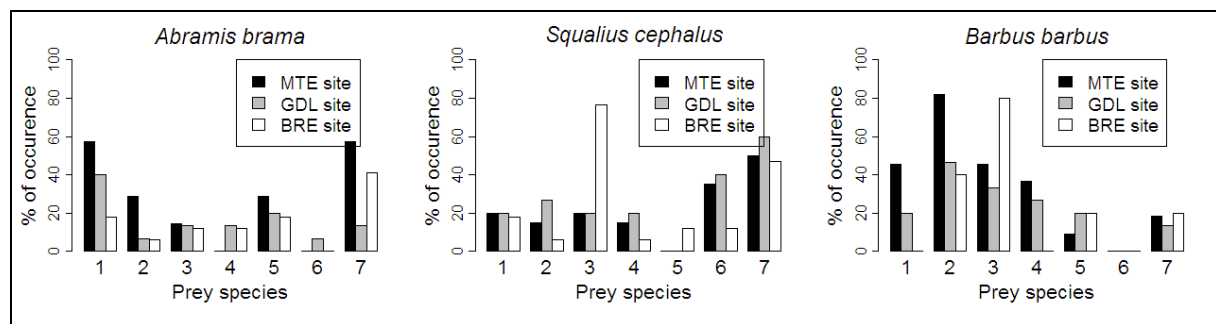 Abramis brama
% of occurence
100
80
60
40
20
0
MTE site
GDL site
BRE site
1 2 3 4 5 6 7
Prey species
Squalius cephalus
% of occurence
100
80
60
40
20
0
MTE site
GDL site
BRE site
1 2 3 4 5 6 7
Prey species
Barbus barbus
% of occurence
100
80
60
40
20
0
MTE site
GDL site
BRE site
1 2 3 4 5 6 7
Prey species